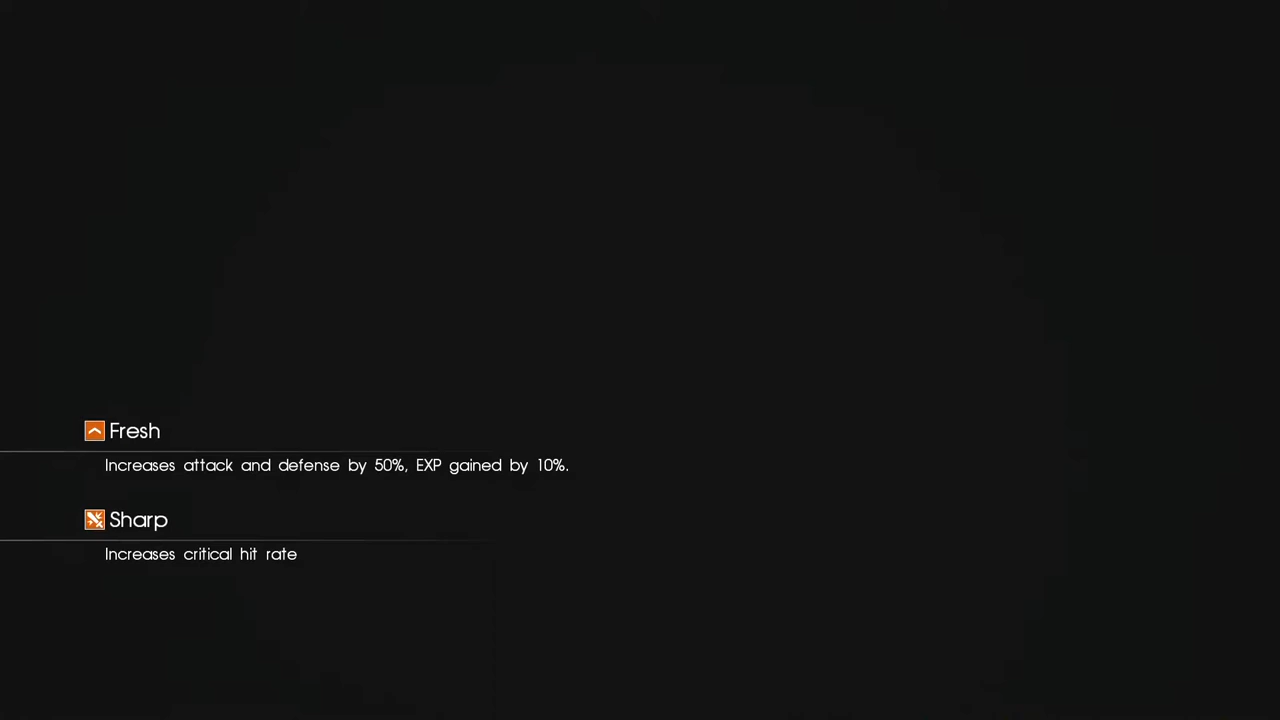 Fresh
Increases attack and defense by 50%, EXP gained by 10%.
Sharp
Increases critical hit rate